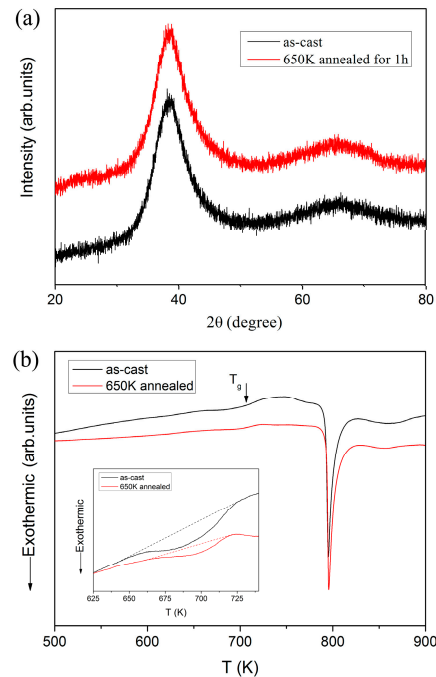 (a)
as-cast
650K annealed for 1h
Intensity (arb.units)
20 40 60 80
2θ (degree)
(b)
as-cast
650K annealed
Tg
Exothermic (arb.units)
as-cast
650K annealed
Exothermic
625 650 675 700 725
T (K)
500 600 700 800 900
T (K)